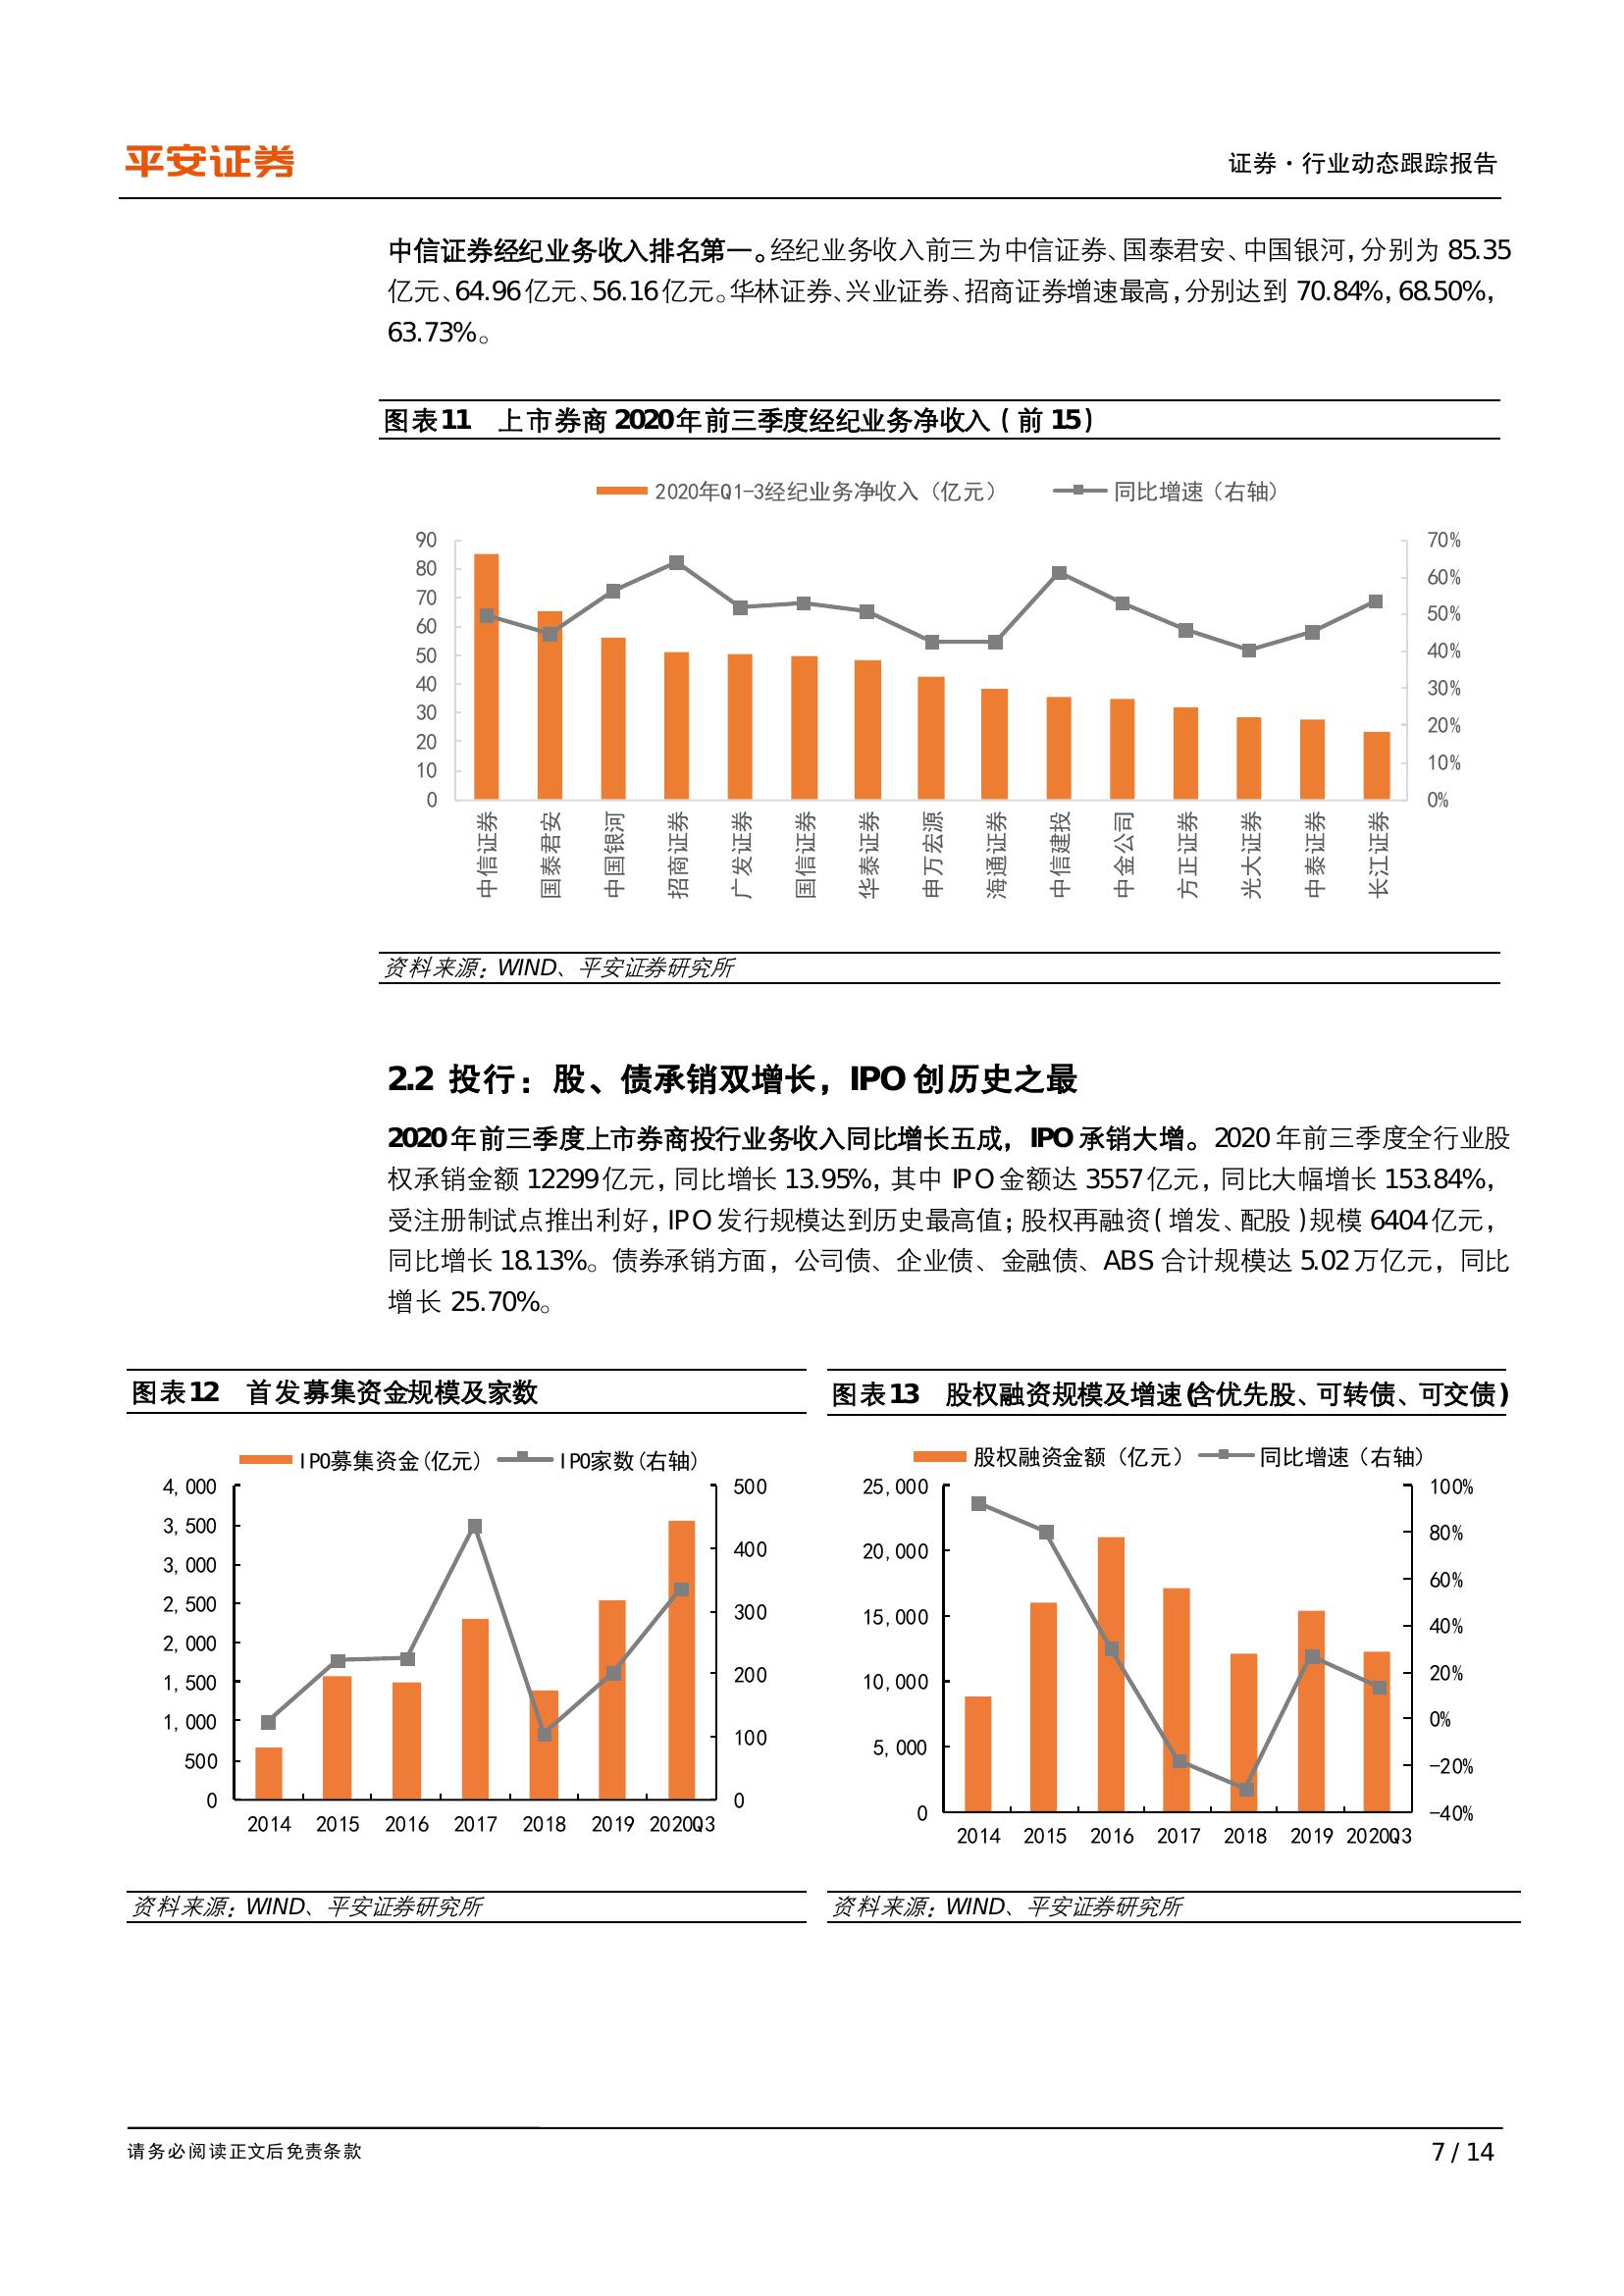 平安证券
证券·行业动态跟踪报告
中信证券经纪业务收入排名第一。经纪业务收入前三为中信证券、国泰君安、中国银河，分别为 85.35
亿元、64.96亿元、56.16亿元。华林证券、兴业证券、招商证券增速最高，分别达到 70.84%，68.50%，
63.73%。
图表11 上市券商 2020年前三季度经纪业务净收入（前 15）
2020年Q1-3经纪业务净收入（亿元） 同比增速（右轴）
90
80
70
60
50
40
30
20
10
0
70%
60%
50%
40%
30%
20%
10%
0%
中信证券
国泰君安
中国银河
招商证券
广发证券
国信证券
华泰证券
申万宏源
海通证券
中信建投
中金公司
方正证券
光大证券
中泰证券
长江证券
资料来源：WIND、平安证券研究所
2.2 投行：股、债承销双增长，IPO 创历史之最
2020 年前三季度上市券商投行业务收入同比增长五成，IPO 承销大增。2020 年前三季度全行业股
权承销金额 12299亿元，同比增长 13.95%，其中 IPO 金额达 3557亿元，同比大幅增长 153.84%，
受注册制试点推出利好，IPO 发行规模达到历史最高值；股权再融资（增发、配股）规模 6404亿元，
同比增长 18.13%。债券承销方面，公司债、企业债、金融债、ABS 合计规模达 5.02万亿元，同比
增长 25.70%。
图表12 首发募集资金规模及家数
IPO募集资金(亿元) IPO家数(右轴)
4,000
3,500
3,000
2,500
2,000
1,500
1,000
500
0
500
400
300
200
100
0
2014 2015 2016 2017 2018 2019 2020Q3
资料来源：WIND、平安证券研究所
图表13 股权融资规模及增速(含优先股、可转债、可交债)
股权融资金额（亿元） 同比增速（右轴）
25,000
20,000
15,000
10,000
5,000
0
100%
80%
60%
40%
20%
0%
-20%
-40%
2014 2015 2016 2017 2018 2019 2020Q3
资料来源：WIND、平安证券研究所
请务必阅读正文后免责条款
7 / 14